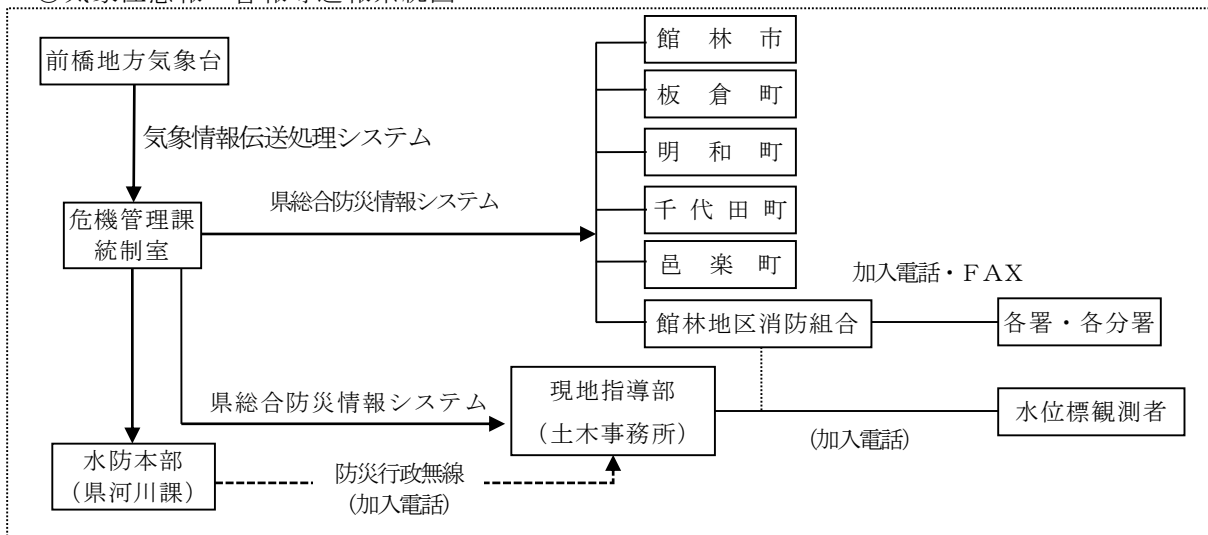 前橋地方気象台
気象情報伝送処理システム
危機管理課
統制室
県総合防災情報システム
館林市
板倉町
明和町
千代田町
邑楽町
館林地区消防組合
加入電話・ＦＡＸ
各署・各分署
県総合防災情報システム
現地指導部
（土木事務所）
(加入電話)
水位標観測者
水防本部
（県河川課）
防災行政無線
(加入電話)